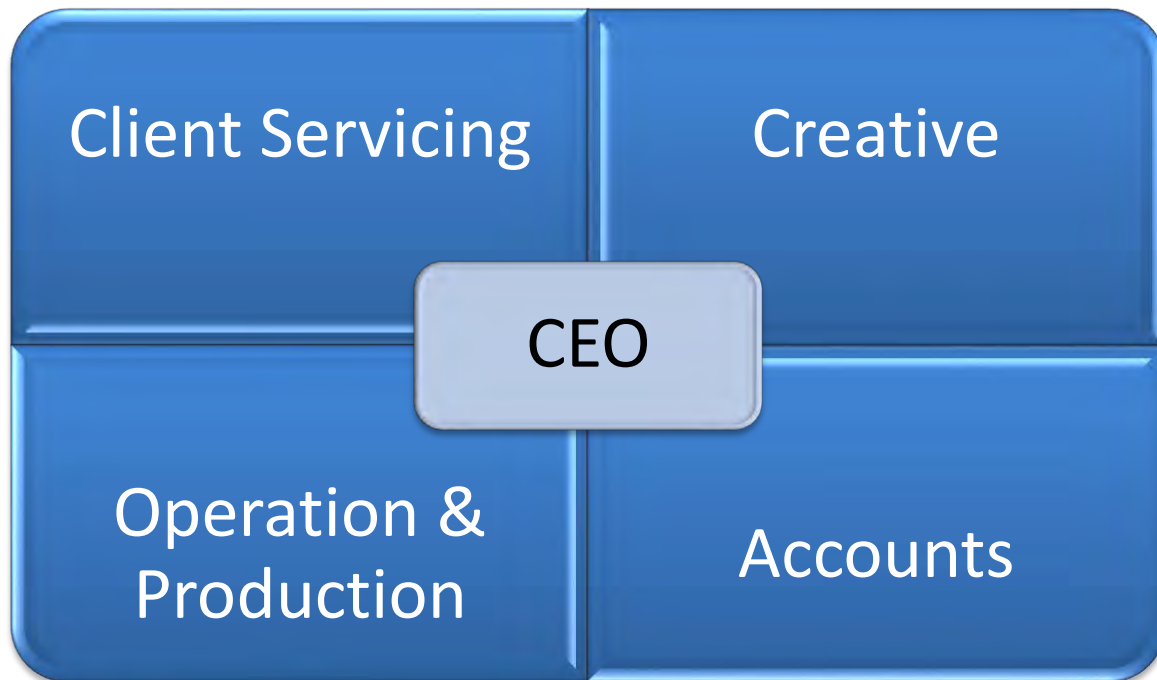 Client Servicing
Creative
CEO
Operation &
Production
Accounts